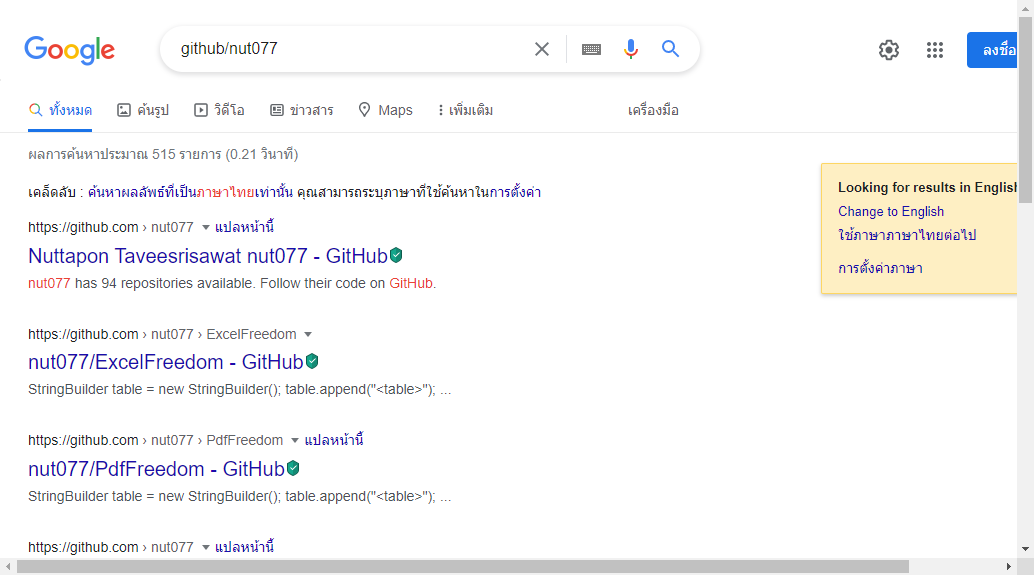 Google
github/nut077
ลงชื่อ
ทั้งหมด ค้นรูป วิดีโอ ข่าวสาร Maps เพิ่มเติม เครื่องมือ
ผลการค้นหาประมาณ 515 รายการ (0.21 วินาที)
เคล็ดลับ : ค้นหาผลลัพธ์ที่เป็นภาษาไทยเท่านั้น คุณสามารถระบุภาษาที่ใช้ค้นหาในการตั้งค่า
https://github.com › nut077 แปลหน้านี้
Nuttapon Taveesrisawat nut077 - GitHub
nut077 has 94 repositories available. Follow their code on GitHub.
https://github.com › nut077 › ExcelFreedom
nut077/ExcelFreedom - GitHub
StringBuilder table = new StringBuilder(); table.append("<table>"); ...
https://github.com › nut077 › PdfFreedom แปลหน้านี้
nut077/PdfFreedom - GitHub
StringBuilder table = new StringBuilder(); table.append("<table>"); ...
https://github.com › nut077 แปลหน้านี้
Looking for results in English
Change to English
ใช้ภาษาภาษาไทยต่อไป
การตั้งค่าภาษา